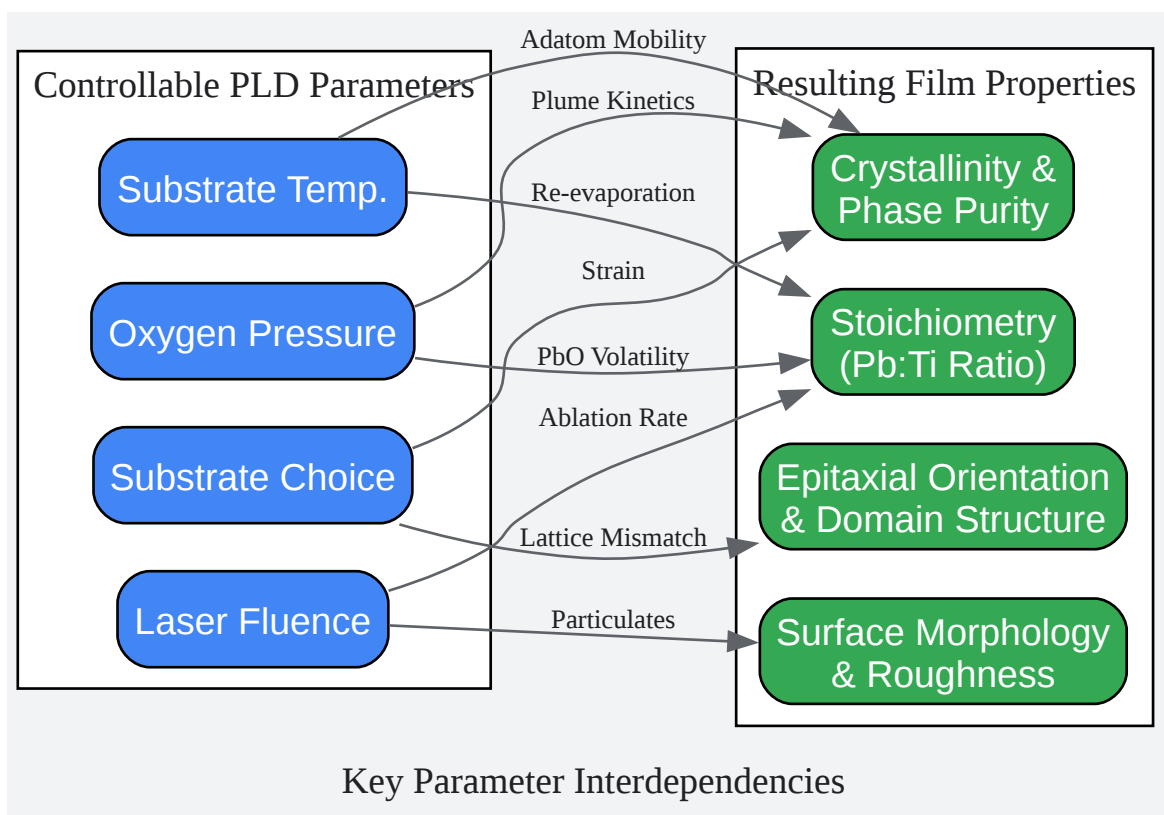 Controllable PLD Parameters
Substrate Temp.
Oxygen Pressure
Substrate Choice
Laser Fluence
Adatom Mobility
Plume Kinetics
Re-evaporation
Strain
PbO Volatility
Ablation Rate
Lattice Mismatch
Particulates
Resulting Film Properties
Crystallinity &
Phase Purity
Stoichiometry
(Pb:Ti Ratio)
Epitaxial Orientation
& Domain Structure
Surface Morphology
& Roughness
Key Parameter Interdependencies